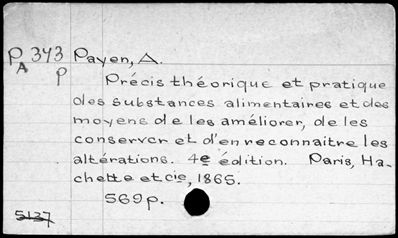 PA 373 p
Payen, A.
Précis théorique et pratique
des substances alimentaires et des
moyens de les améliorer, de les
conserver et d'en reconnaitre les
altérations. 4e édition. Paris, Ha-
chette et cie, 1865.
569p.
5137